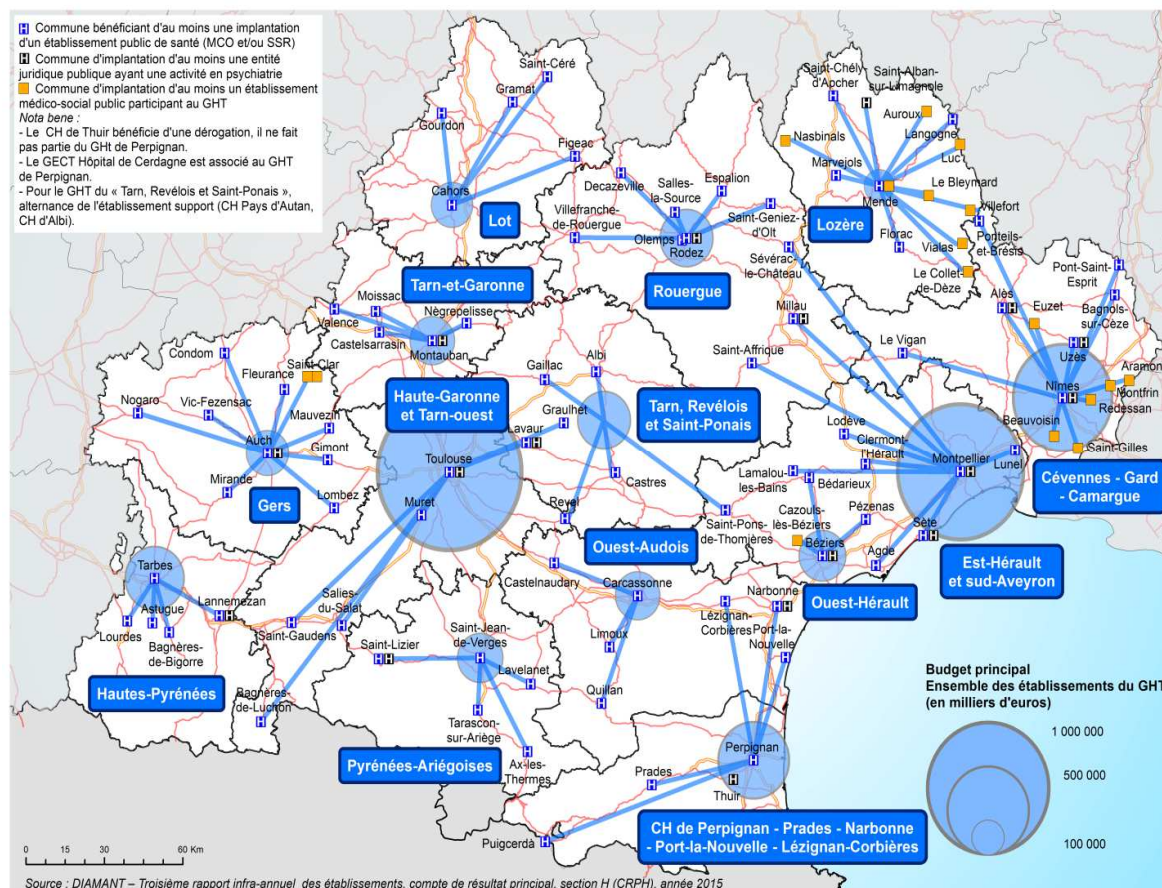 Commune bénéficiant d'au moins une implantation
d'un établissement public de santé (MCO et/ou SSR)
Commune d'implantation d'au moins une entité
juridique publique ayant une activité en psychiatrie
Commune d'implantation d'au moins un établissement
médico-social public participant au GHT
Nota bene :
- Le CH de Thuir bénéficie d'une dérogation, il ne fait
pas partie du GHt de Perpignan.
- Le GECT Hôpital de Cerdagne est associé au GHT
de Perpignan.
- Pour le GHT du « Tarn, Revélois et Saint-Ponais »,
alternance de l'établissement support (CH Pays d'Autan,
CH d'Albi).
Saint-Céré
Gramat
Gourdon
Figeac
Cahors
Lot
Saint-Chély-
d'Apcher
Saint-Alban-
sur-Limagnole
Auroux
Nasbinals
Langogne
Luc
Marvejols
Mende
Le Bleymard
Villefort
Florac
Vialas
Le Collet-
de-Dèze
Lozère
Ponteils-
et-Brésis
Decazeville
Salles-
la-Source
Espalion
Villefranche-
de-Rouergue
Saint-Geniez-
d'Olt
Olemps
Rodez
Rouergue
Sévérac-
le-Château
Millau
Saint-Affrique
Moissac
Tarn-et-Garonne
Nègrepelisse
Valence
Castelsarrasin
Montauban
Pont-Saint-
Esprit
Alès
Euzet
Bagnols-
sur-Cèze
Le Vigan
Uzès
Aramon
Nîmes
Montfrin
Redessan
Beauvoisin
Saint-Gilles
Cévennes - Gard
- Camargue
Condom
Fleurance
Saint-Clar
Nogaro
Vic-Fezensac
Mauvezin
Auch
Gimont
Mirande
Lombez
Gers
Haute-Garonne
et Tarn-ouest
Gaillac
Albi
Graulhet
Lavaur
Toulouse
Muret
Castres
Revel
Tarn, Revélois
et Saint-Ponais
Lodève
Clermont-
l'Hérault
Montpellier
Lunel
Lamalou-
les-Bains
Bédarieux
Cazouls-
lès-Béziers
Pézenas
Saint-Pons-
de-Thomières
Béziers
Sète
Agde
Est-Hérault
et sud-Aveyron
Ouest-Hérault
Ouest-Audois
Castelnaudary
Carcassonne
Limoux
Quillan
Lézignan-
Corbières
Narbonne
Port-la-
Nouvelle
Tarbes
Astugue
Lannemezan
Lourdes
Bagnères-
de-Bigorre
Hautes-Pyrénées
Salies-
du-Salat
Saint-Gaudens
Bagnères-
de-Luchon
Saint-Lizier
Saint-Jean-
de-Verges
Lavelanet
Tarascon-
sur-Ariège
Ax-les-
Thermes
Pyrénées-Ariégoises
Perpignan
Prades
Thuir
Puigcerdà
CH de Perpignan - Prades - Narbonne
- Port-la-Nouvelle - Lézignan-Corbières
Budget principal
Ensemble des établissements du GHT
(en milliers d'euros)
1 000 000
500 000
100 000
0 15 30 60 Km
Source : DIAMANT – Troisième rapport infra-annuel des établissements, compte de résultat principal, section H (CRPH), année 2015